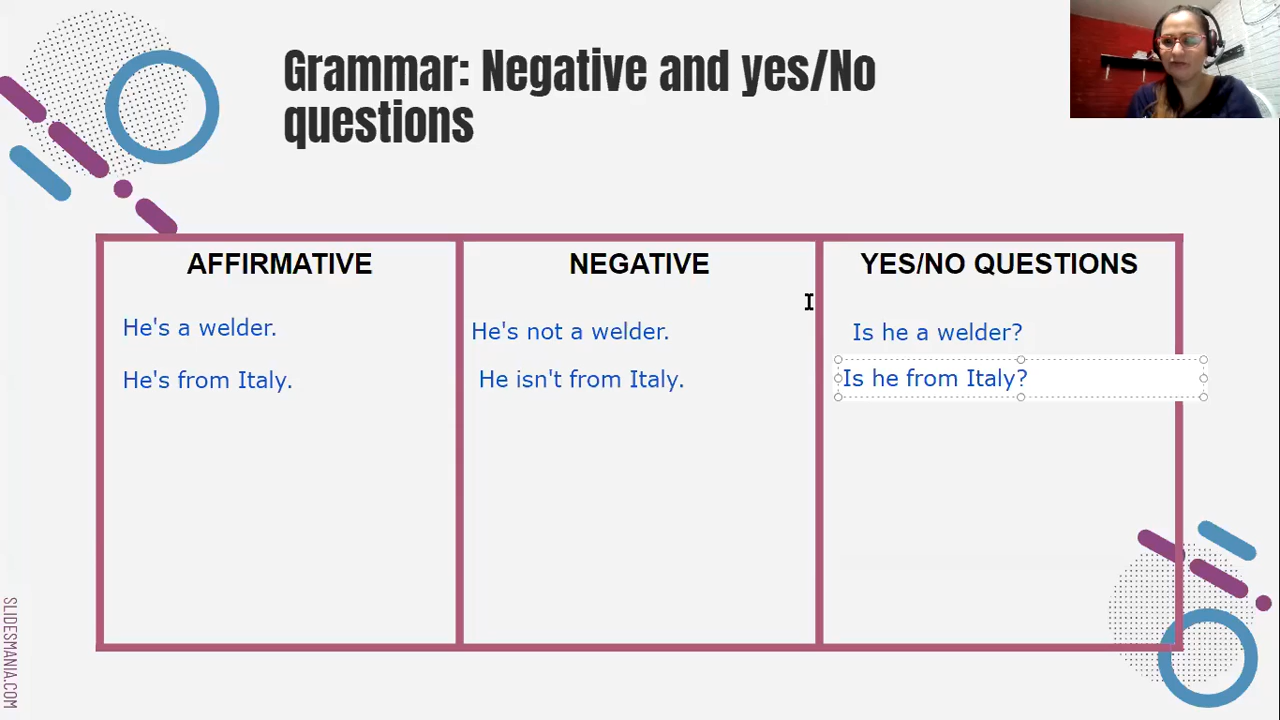 Grammar: Negative and yes/No
questions
AFFIRMATIVE
NEGATIVE
YES/NO QUESTIONS
He's a welder.
He's not a welder.
Is he a welder?
He's from Italy.
He isn't from Italy.
Is he from Italy?
SLIDESMANIA.COM